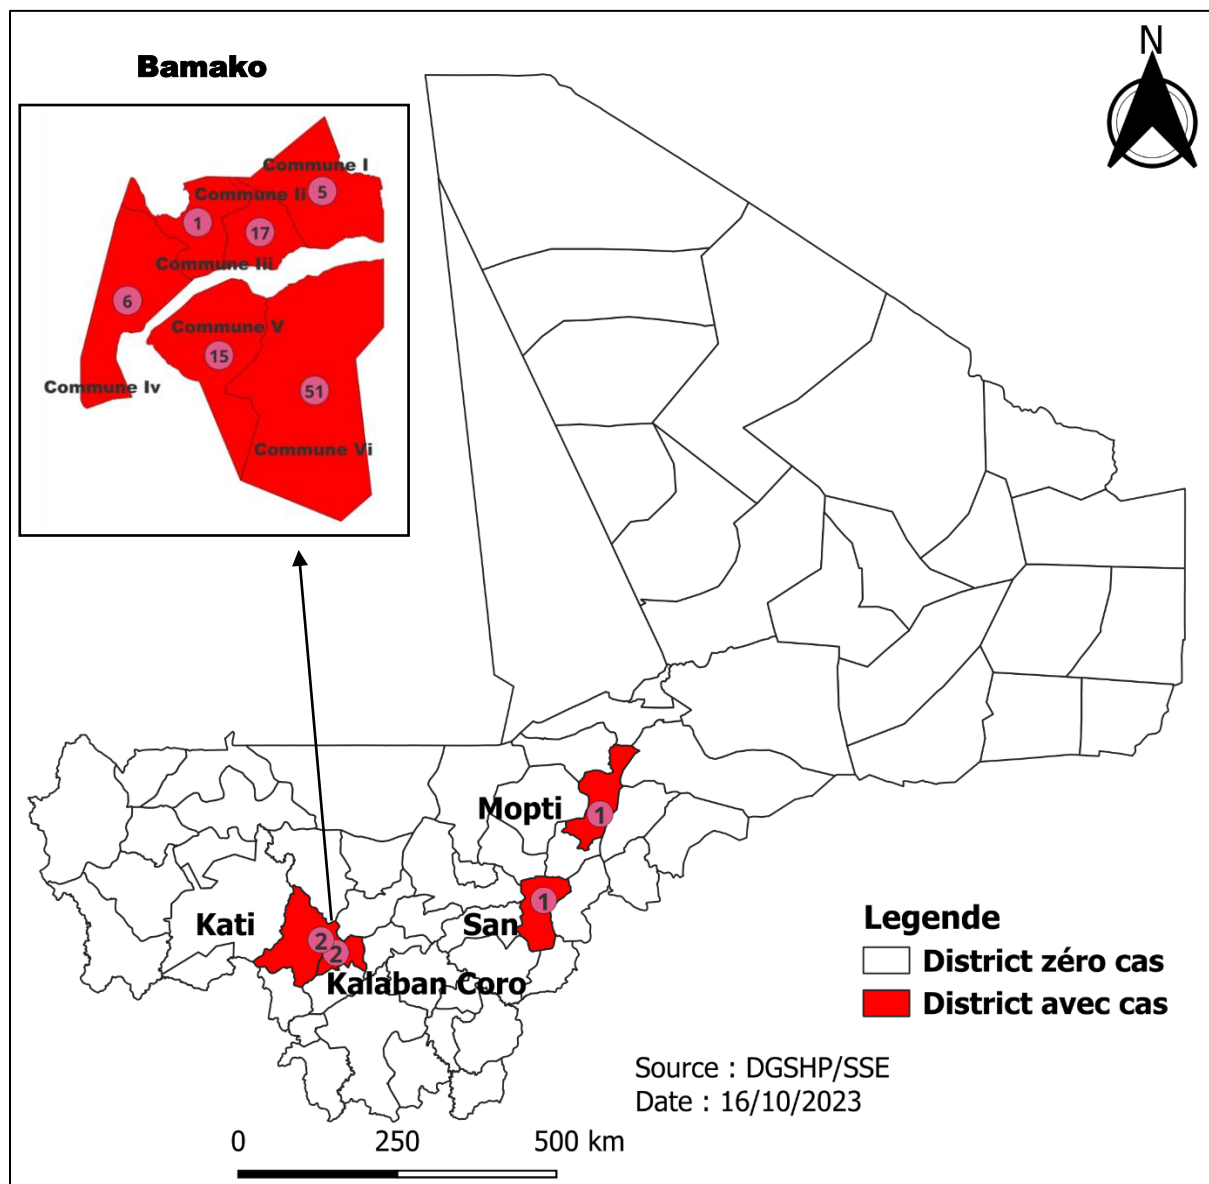 N
Bamako
Commune I
5
Commune Ii
1
17
Commune Iii
6
Commune V
15
Commune Iv
51
Commune Vi
Mopti
1
Kati
San
1
2
2
Kalaban Coro
Legende
District zéro cas
District avec cas
Source : DGSHP/SSE
Date : 16/10/2023
0 250 500 km